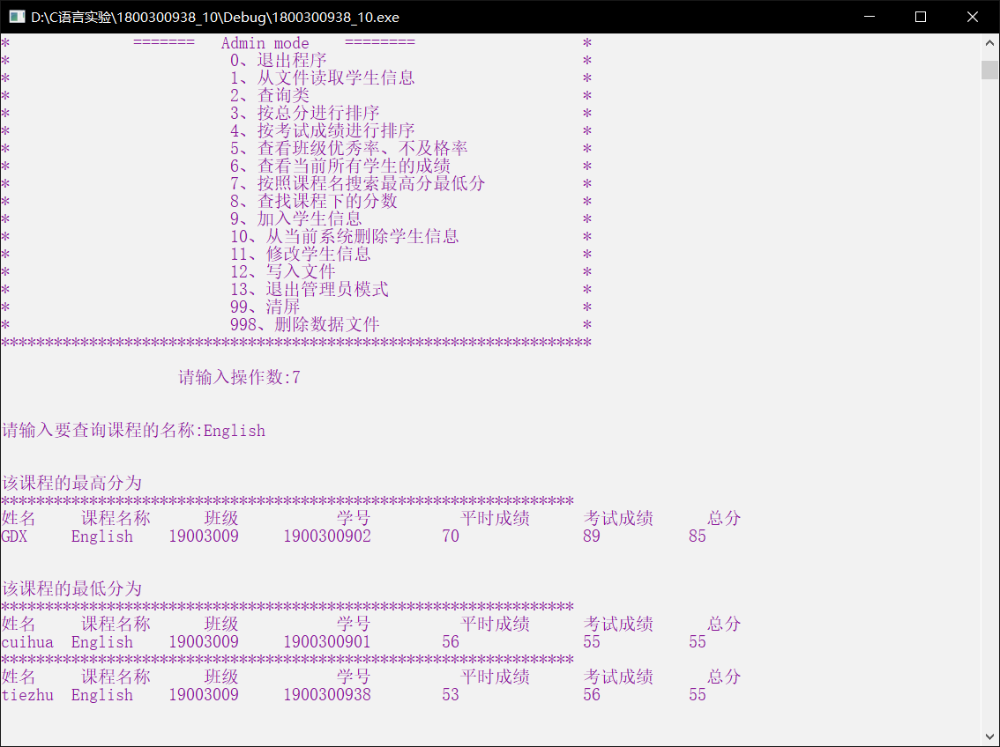 D:\C语言实验\1800300938_10\Debug\1800300938_10.exe
* ======= Admin mode ======== *
* 0、退出程序 *
* 1、从文件读取学生信息 *
* 2、查询类 *
* 3、按总分进行排序 *
* 4、按考试成绩进行排序 *
* 5、查看班级优秀率、不及格率 *
* 6、查看当前所有学生的成绩 *
* 7、按照课程名搜索最高分最低分 *
* 8、查找课程下的分数 *
* 9、加入学生信息 *
* 10、从当前系统删除学生信息 *
* 11、修改学生信息 *
* 12、写入文件 *
* 13、退出管理员模式 *
* 99、清屏 *
* 998、删除数据文件 *
*******************************************************************
请输入操作数:7
请输入要查询课程的名称:English
该课程的最高分为
*****************************************************************
姓名 课程名称 班级 学号 平时成绩 考试成绩 总分
GDX English 19003009 1900300902 70 89 85
该课程的最低分为
*****************************************************************
姓名 课程名称 班级 学号 平时成绩 考试成绩 总分
cuihua English 19003009 1900300901 56 55 55
*****************************************************************
姓名 课程名称 班级 学号 平时成绩 考试成绩 总分
tiezhu English 19003009 1900300938 53 56 55